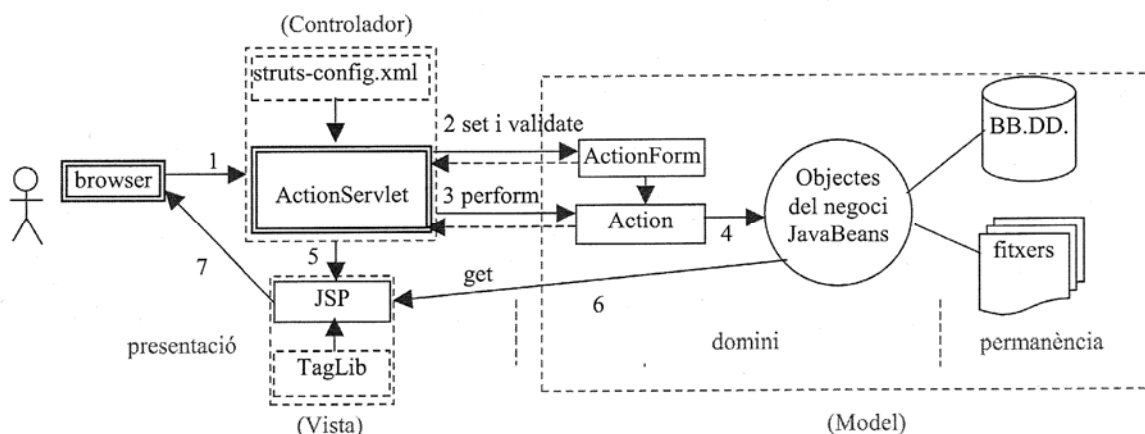 (Controlador)
struts-config.xml
2 set i validate
BB.DD.
ActionForm
browser
1
ActionServlet
3 perform
Objectes
del negoci
JavaBeans
Action
4
fitxers
5
7
get
JSP
6
presentació
domini
permanència
TagLib
(Vista)
(Model)